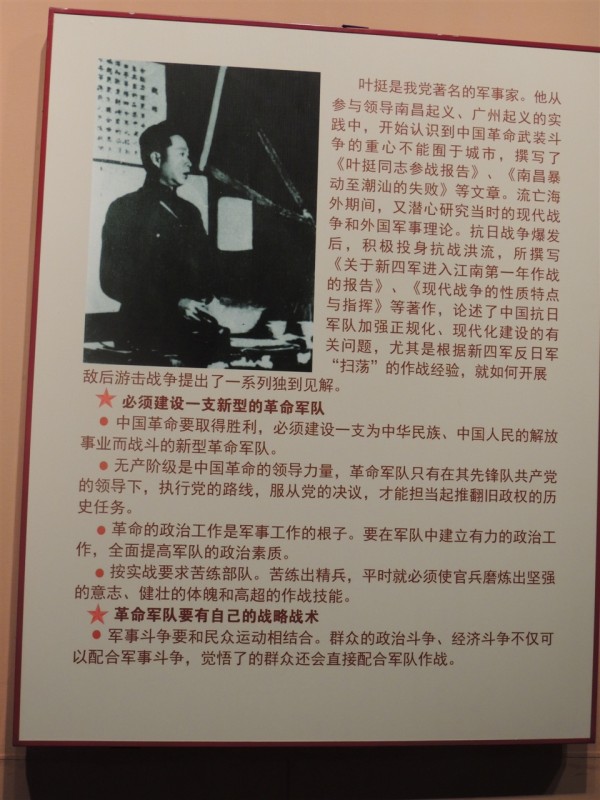 叶挺是我党著名的军事家。他从
参与领导南昌起义、广州起义的实
践中，开始认识到中国革命武装斗
争的重心不能囿于城市，撰写了
《叶挺同志参战报告》、《南昌暴
动至潮汕的失败》等文章。流亡海
外期间，又潜心研究当时的现代战
争和外国军事理论。抗日战争爆发
后，积极投身抗战洪流，所撰写
《关于新四军进入江南第一年作战
的报告》、《现代战争的性质特点
与指挥》等著作，论述了中国抗日
军队加强正规化、现代化建设的有
关问题，尤其是根据新四军反日军
“扫荡”的作战经验，就如何开展
敌后游击战争提出了一系列独到见解。
必须建设一支新型的革命军队
中国革命要取得胜利，必须建设一支为中华民族、中国人民的解放
事业而战斗的新型革命军队。
无产阶级是中国革命的领导力量，革命军队只有在其先锋队共产党
的领导下，执行党的路线，服从党的决议，才能担当起推翻旧政权的历
史任务。
革命的政治工作是军事工作的根子。要在军队中建立有力的政治工
作，全面提高军队的政治素质。
按实战要求苦练部队。苦练出精兵，平时就必须使官兵磨炼出坚强
的意志、健壮的体魄和高超的作战技能。
革命军队要有自己的战略战术
军事斗争要和民众运动相结合。群众的政治斗争、经济斗争不仅可
以配合军事斗争，觉悟了的群众还会直接配合军队作战。